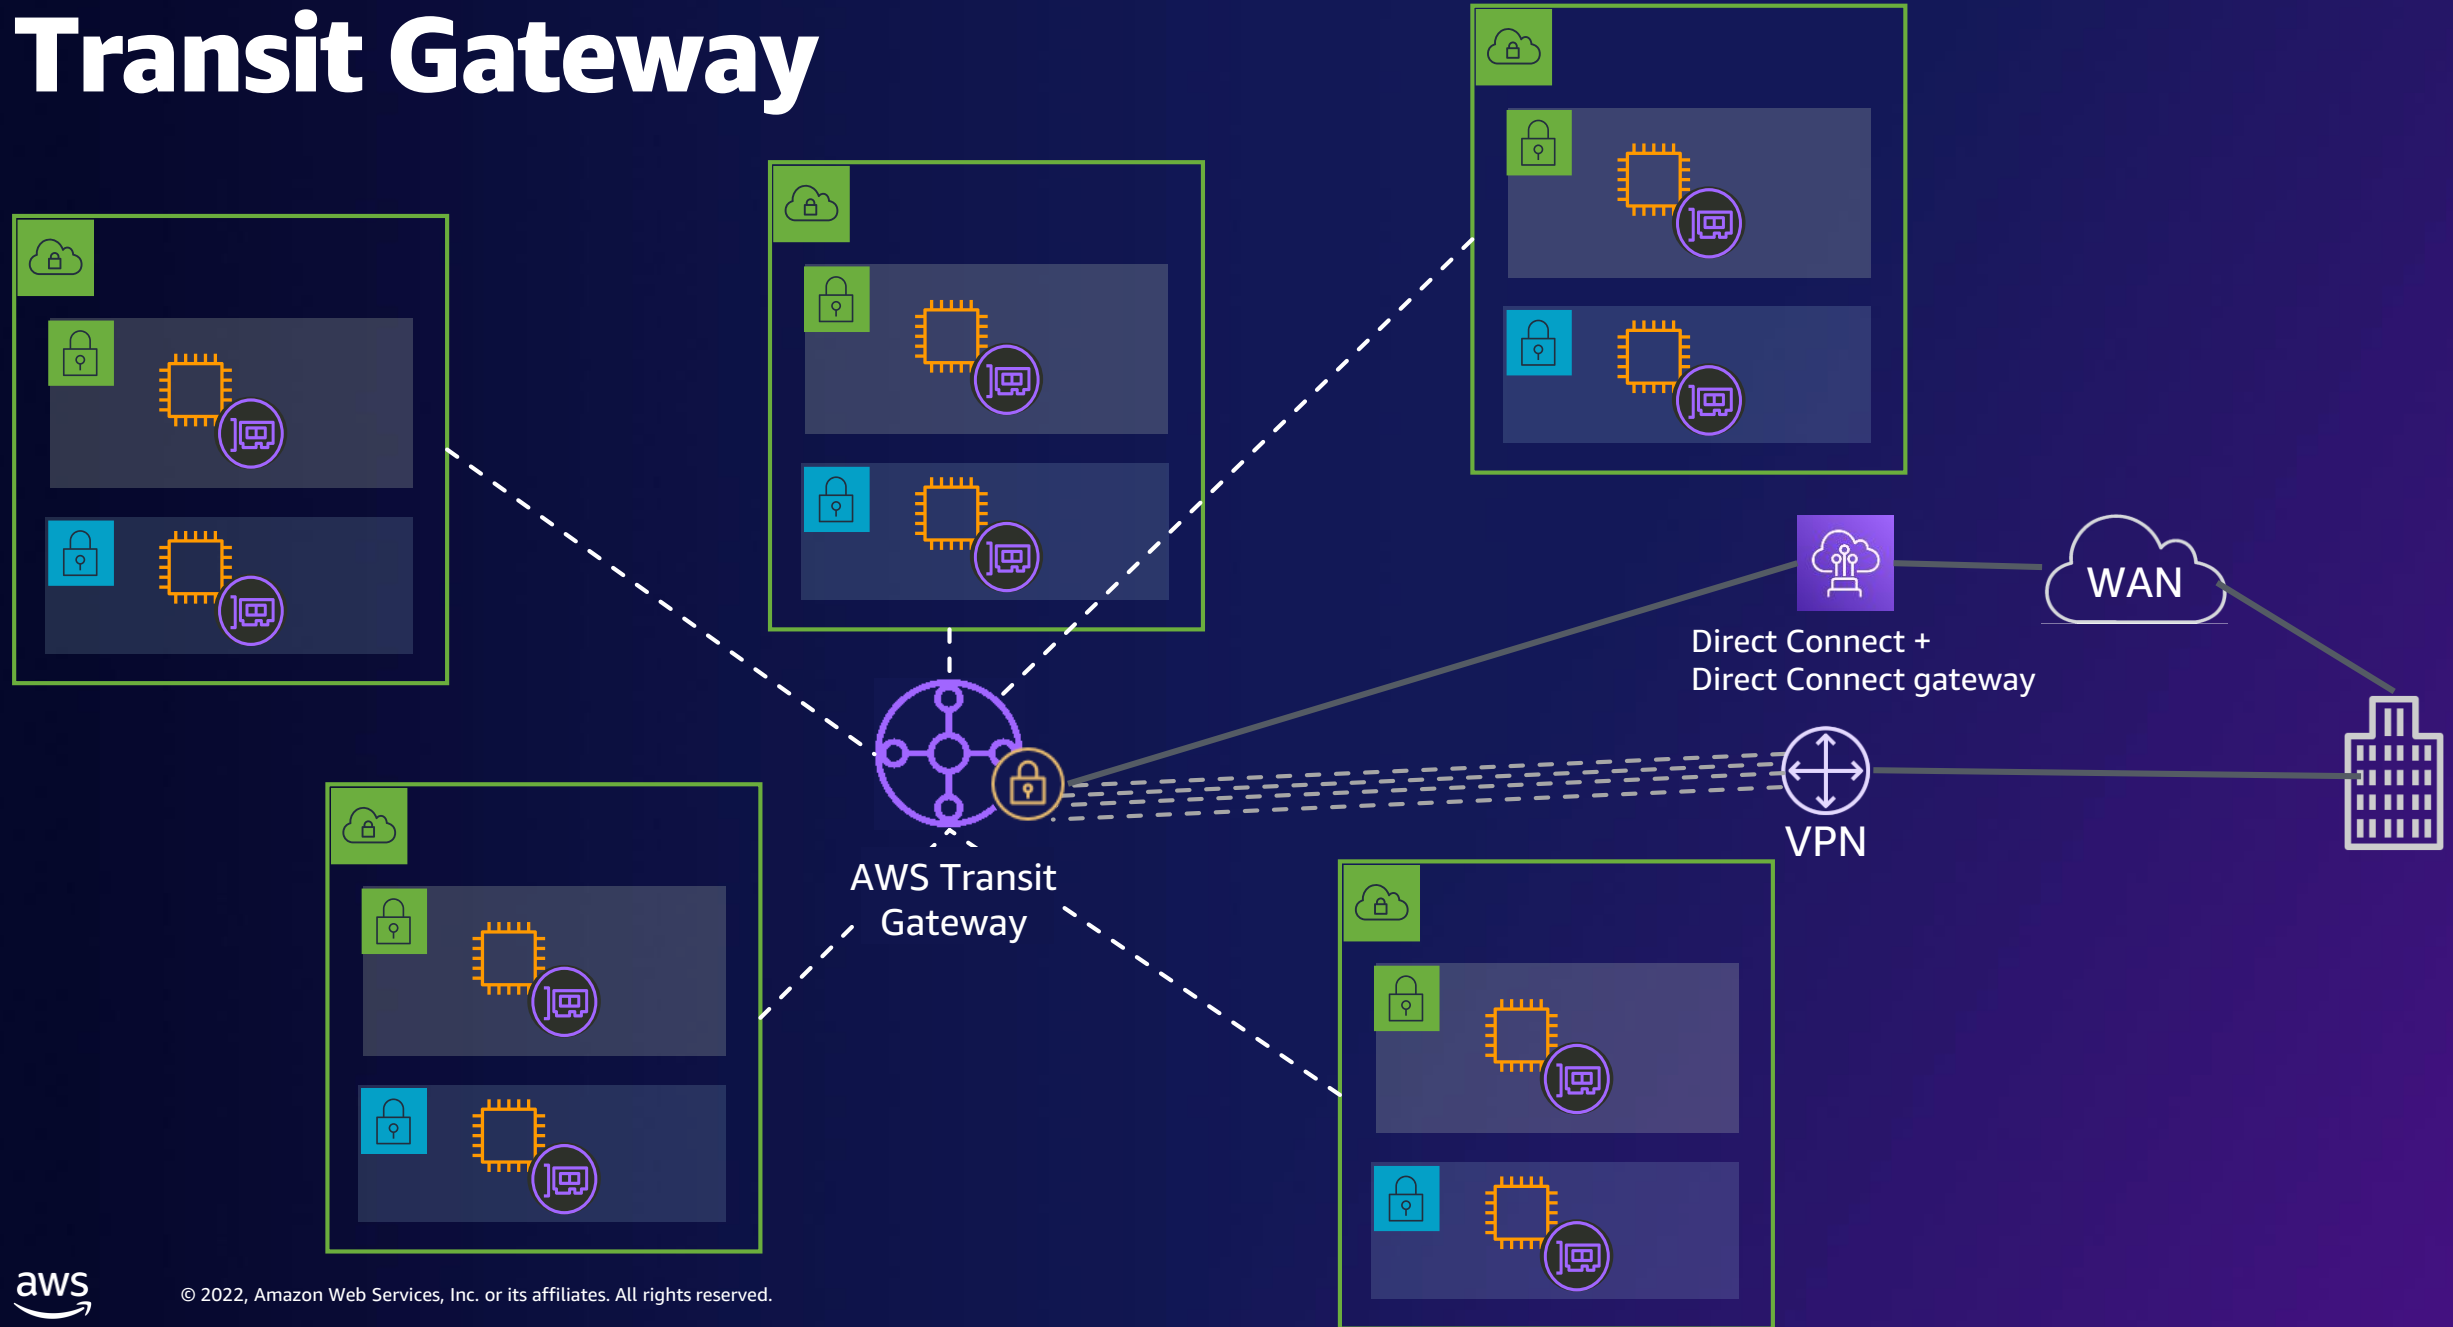 Transit Gateway
WAN
Direct Connect +
Direct Connect gateway
VPN
AWS Transit
Gateway
aws
© 2022, Amazon Web Services, Inc. or its affiliates. All rights reserved.